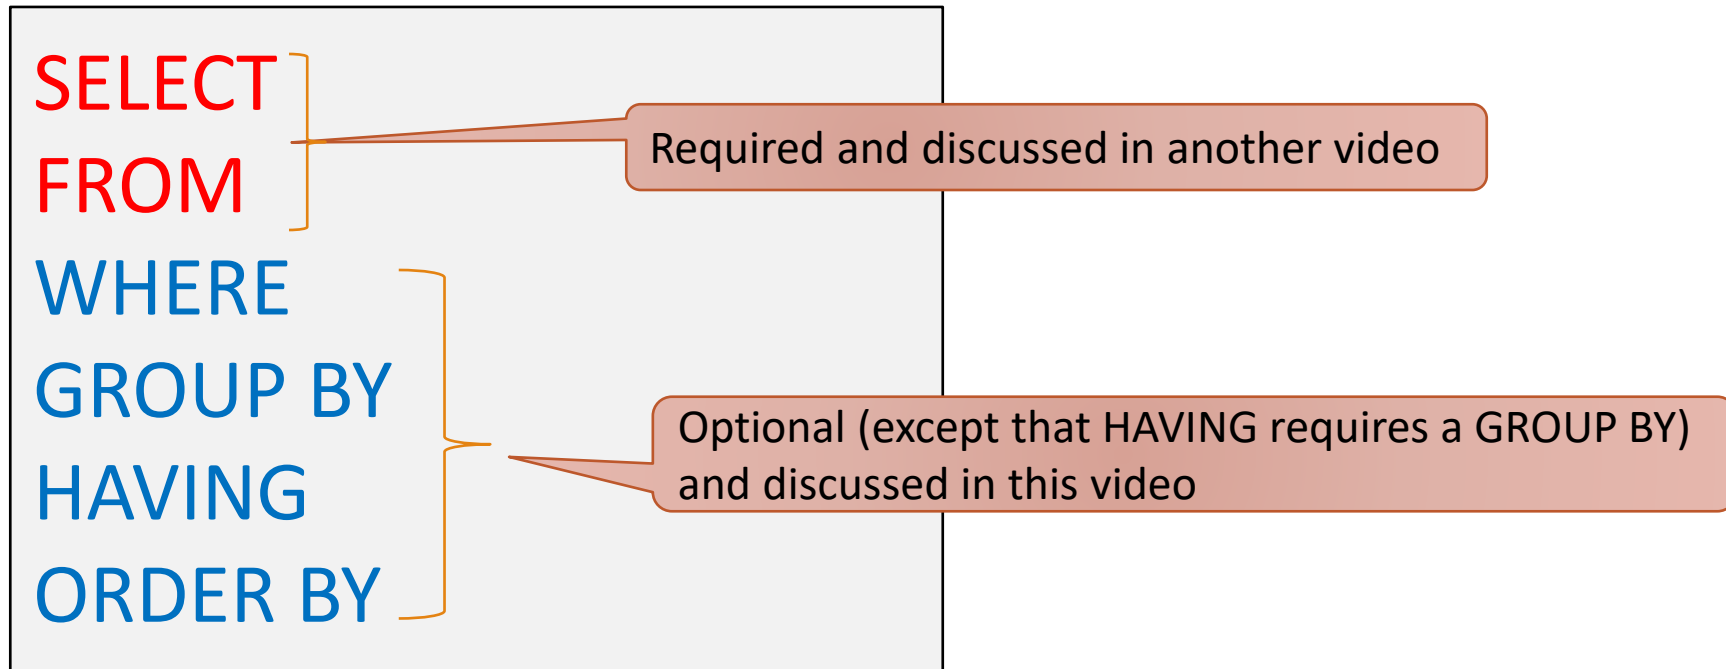 SELECT
FROM
Required and discussed in another video
WHERE
GROUP BY
HAVING
ORDER BY
Optional (except that HAVING requires a GROUP BY)
and discussed in this video